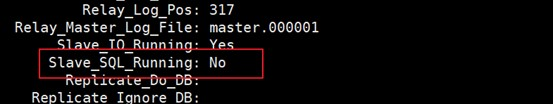 Relay_Log_Pos: 317
Relay_Master_Log_File: master.000001
Slave_IO_Running: Yes
Slave_SQL_Running: No
Replicate_Do_DB:
Replicate_Ignore_DB: